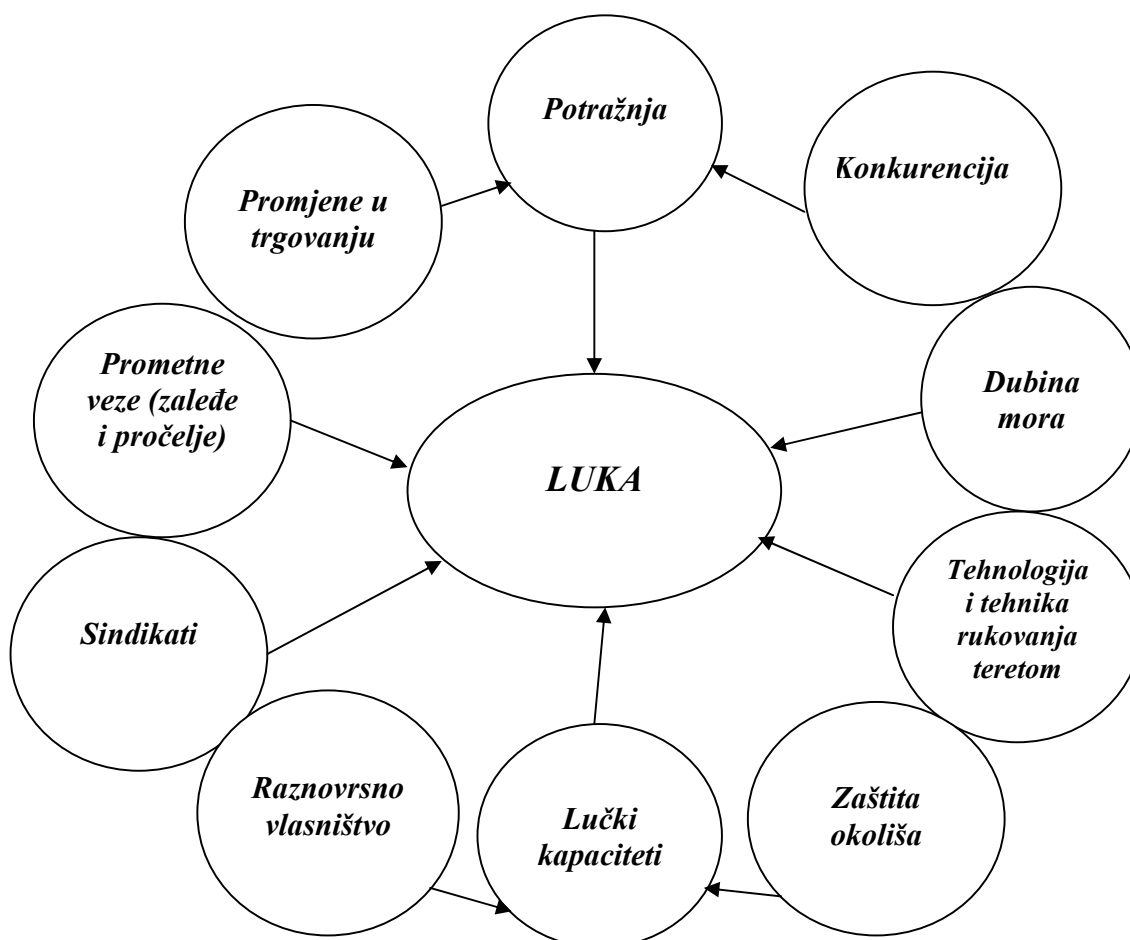 Potražnja
Konkurencija
Promjene u
trgovanju
Prometne
veze (zaleđe
i pročelje)
Dubina
mora
LUKA
Tehnologija
i tehnika
rukovanja
teretom
Sindikati
Raznovrsno
vlasništvo
Lučki
kapaciteti
Zaštita
okoliša